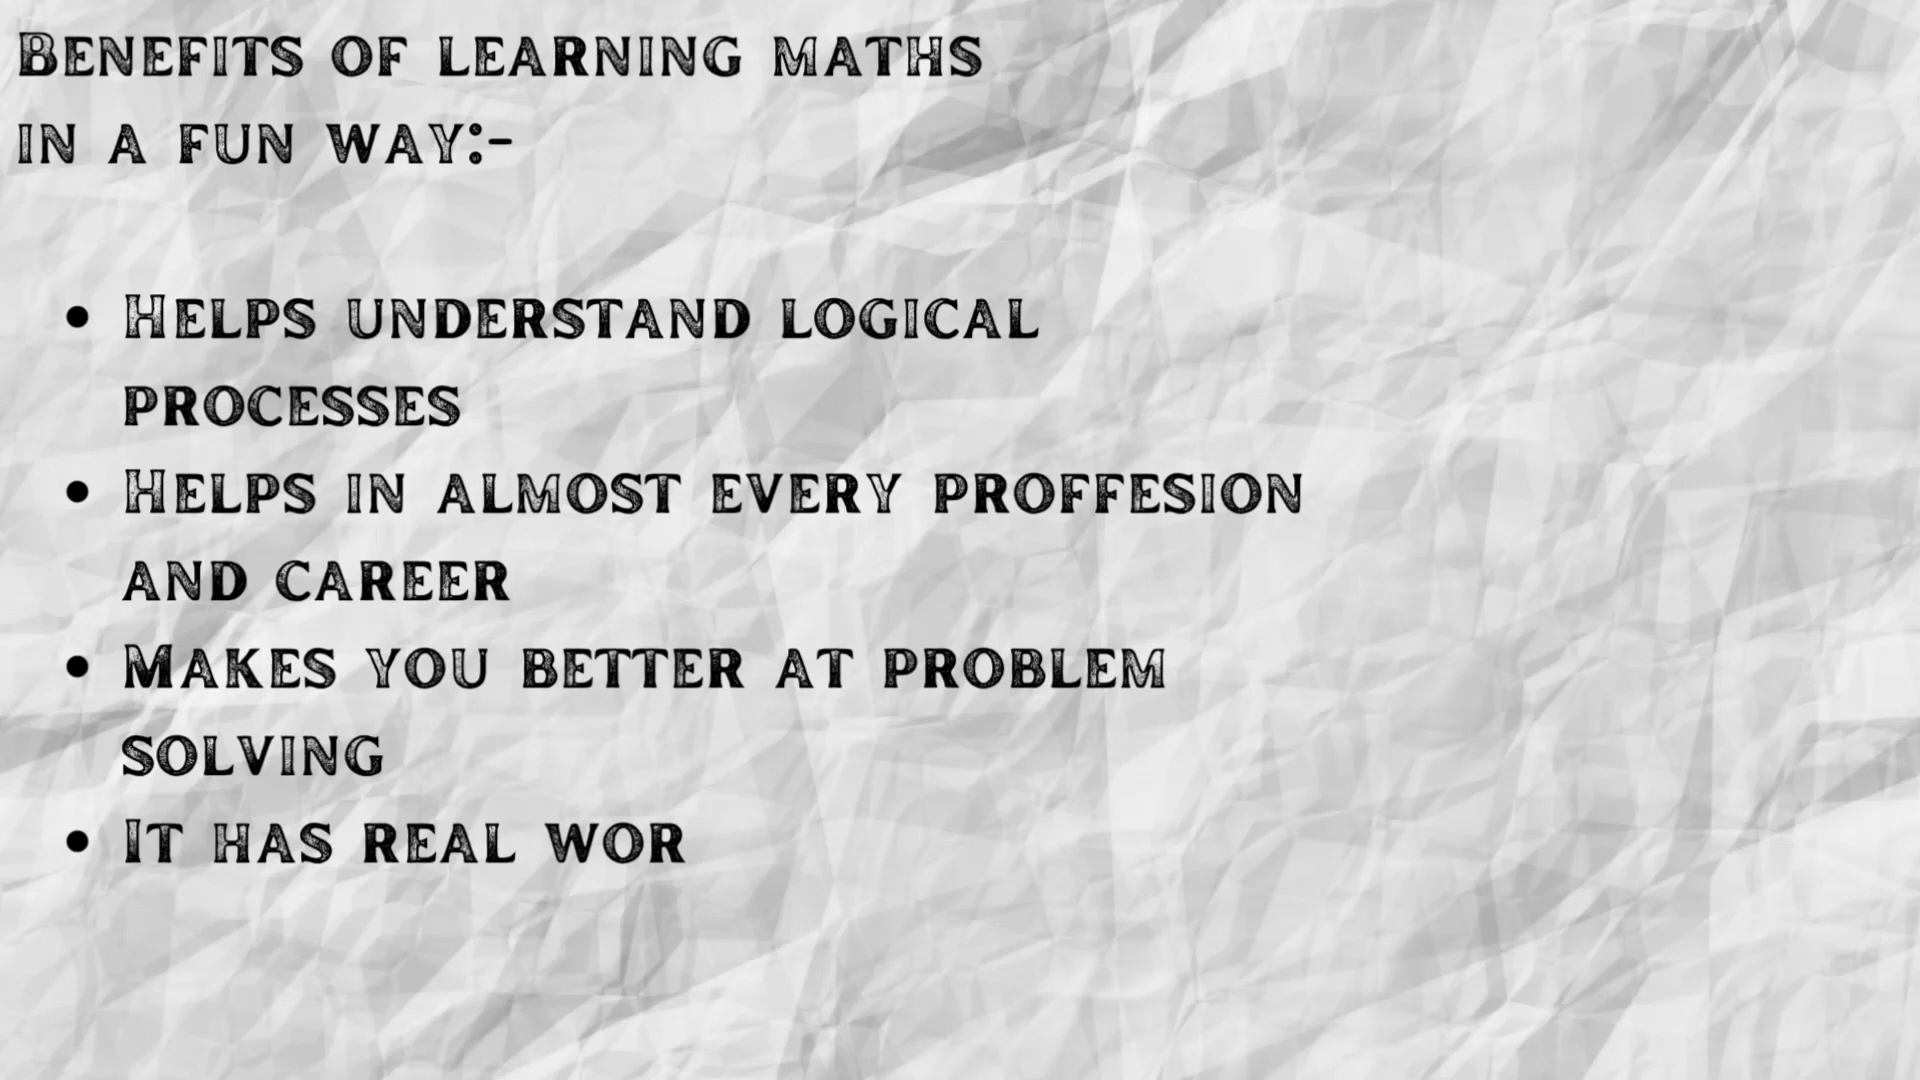 Benefits of learning maths
in a fun way:-
• Helps understand logical
processes
• Helps in almost every proffesion
and career
• Makes you better at problem
solving
• It has real wor